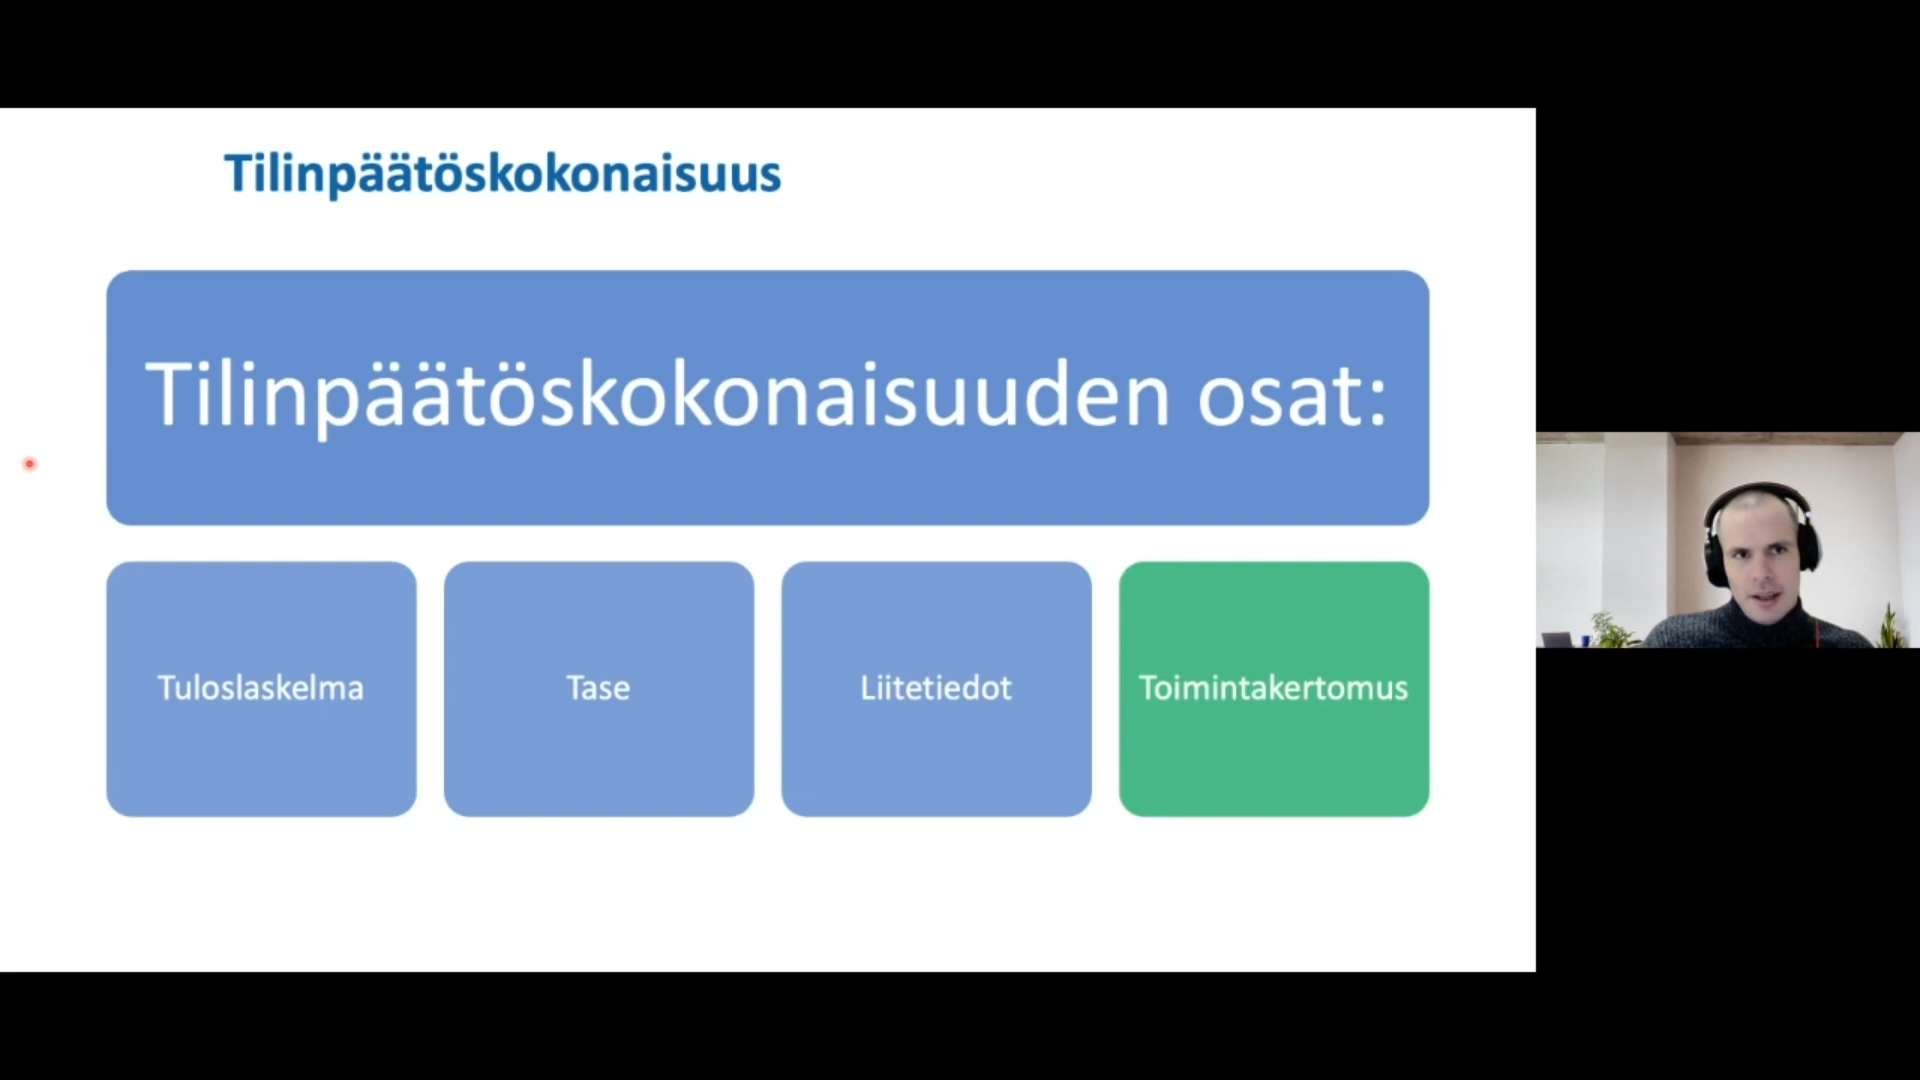 Tilinpäätöskokonaisuus
Tilinpäätöskokonaisuuden osat:
Tuloslaskelma
Tase
Liitetiedot
Toimintakertomus